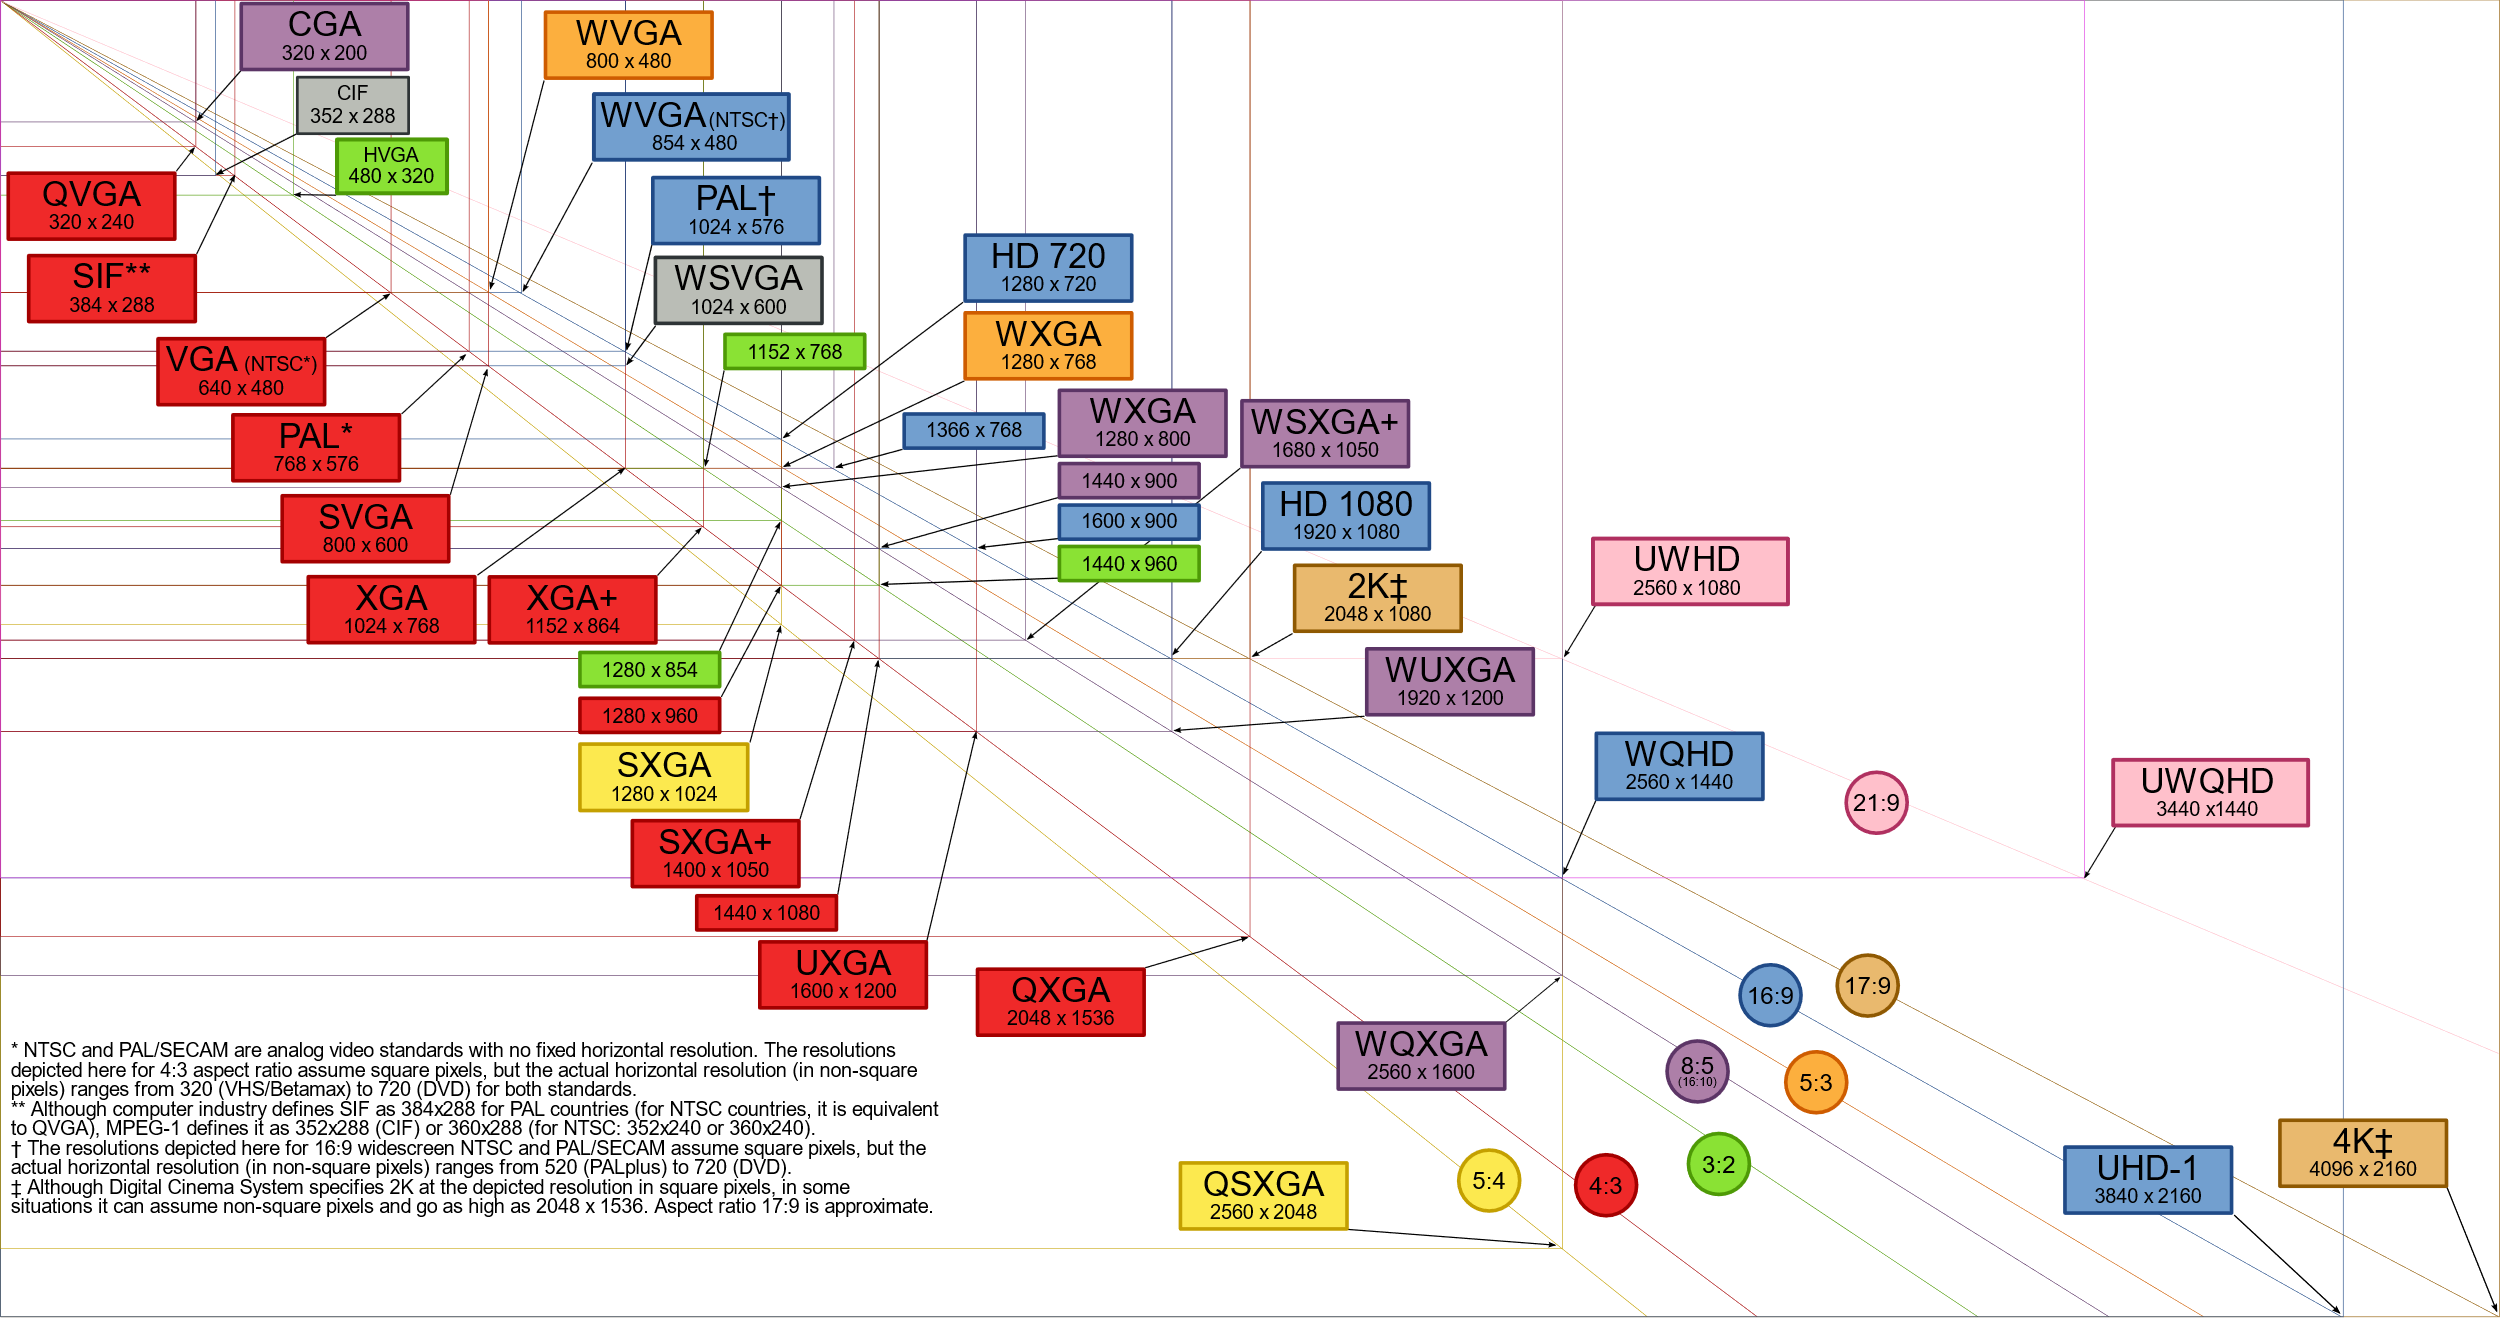 CGA
320 x 200
CIF
352 x 288
HVGA
480 x 320
QVGA
320 x 240
SIF**
384 x 288
VGA (NTSC*)
640 x 480
PAL*
768 x 576
SVGA
800 x 600
XGA
1024 x 768
XGA+
1152 x 864
1280 x 854
1280 x 960
SXGA
1280 x 1024
SXGA+
1400 x 1050
1440 x 1080
UXGA
1600 x 1200
QXGA
2048 x 1536
WVGA
800 x 480
WVGA (NTSC†)
854 x 480
PAL†
1024 x 576
WSVGA
1024 x 600
1152 x 768
HD 720
1280 x 720
WXGA
1280 x 768
1366 x 768
WXGA
1280 x 800
1440 x 900
1600 x 900
1440 x 960
WSXGA+
1680 x 1050
HD 1080
1920 x 1080
2K‡
2048 x 1080
WUXGA
1920 x 1200
UWHD
2560 x 1080
WQHD
2560 x 1440
21:9
UWQHD
3440 x1440
16:9
17:9
WQXGA
2560 x 1600
8:5
(16:10)
5:3
QSXGA
2560 x 2048
5:4
4:3
3:2
UHD-1
3840 x 2160
4K‡
4096 x 2160
* NTSC and PAL/SECAM are analog video standards with no fixed horizontal resolution. The resolutions
depicted here for 4:3 aspect ratio assume square pixels, but the actual horizontal resolution (in non-square
pixels) ranges from 320 (VHS/Betamax) to 720 (DVD) for both standards.
** Although computer industry defines SIF as 384x288 for PAL countries (for NTSC countries, it is equivalent
to QVGA), MPEG-1 defines it as 352x288 (CIF) or 360x288 (for NTSC: 352x240 or 360x240).
† The resolutions depicted here for 16:9 widescreen NTSC and PAL/SECAM assume square pixels, but the
actual horizontal resolution (in non-square pixels) ranges from 520 (PALplus) to 720 (DVD).
‡ Although Digital Cinema System specifies 2K at the depicted resolution in square pixels, in some
situations it can assume non-square pixels and go as high as 2048 x 1536. Aspect ratio 17:9 is approximate.